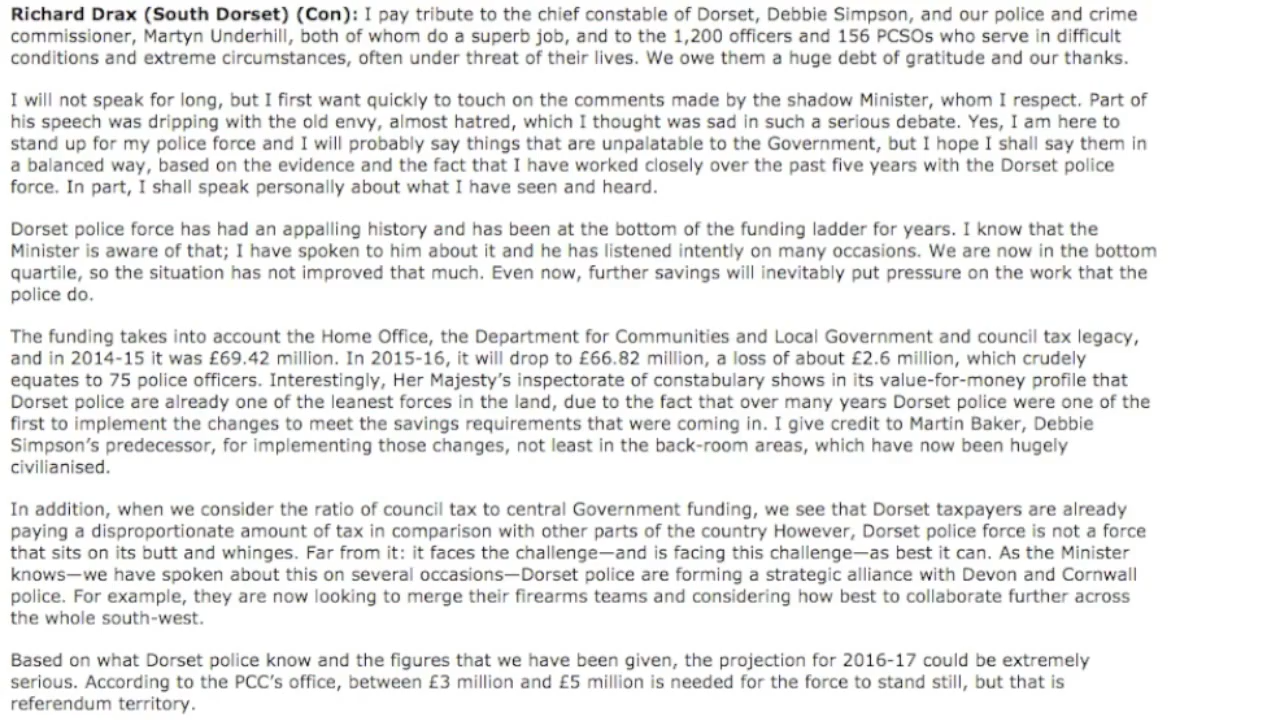 Richard Drax (South Dorset) (Con): I pay tribute to the chief constable of Dorset, Debbie Simpson, and our police and crime
commissioner, Martyn Underhill, both of whom do a superb job, and to the 1,200 officers and 156 PCSOs who serve in difficult
conditions and extreme circumstances, often under threat of their lives. We owe them a huge debt of gratitude and our thanks.
I will not speak for long, but I first want quickly to touch on the comments made by the shadow Minister, whom I respect. Part of
his speech was dripping with the old envy, almost hatred, which I thought was sad in such a serious debate. Yes, I am here to
stand up for my police force and I will probably say things that are unpalatable to the Government, but I hope I shall say them in
a balanced way, based on the evidence and the fact that I have worked closely over the past five years with the Dorset police
force. In part, I shall speak personally about what I have seen and heard.
Dorset police force has had an appalling history and has been at the bottom of the funding ladder for years. I know that the
Minister is aware of that; I have spoken to him about it and he has listened intently on many occasions. We are now in the bottom
quartile, so the situation has not improved that much. Even now, further savings will inevitably put pressure on the work that the
police do.
The funding takes into account the Home Office, the Department for Communities and Local Government and council tax legacy,
and in 2014-15 it was £69.42 million. In 2015-16, it will drop to £66.82 million, a loss of about £2.6 million, which crudely
equates to 75 police officers. Interestingly, Her Majesty’s inspectorate of constabulary shows in its value-for-money profile that
Dorset police are already one of the leanest forces in the land, due to the fact that over many years Dorset police were one of the
first to implement the changes to meet the savings requirements that were coming in. I give credit to Martin Baker, Debbie
Simpson’s predecessor, for implementing those changes, not least in the back-room areas, which have now been hugely
civilianised.
In addition, when we consider the ratio of council tax to central Government funding, we see that Dorset taxpayers are already
paying a disproportionate amount of tax in comparison with other parts of the country However, Dorset police force is not a force
that sits on its butt and whinges. Far from it: it faces the challenge—and is facing this challenge—as best it can. As the Minister
knows—we have spoken about this on several occasions—Dorset police are forming a strategic alliance with Devon and Cornwall
police. For example, they are now looking to merge their firearms teams and considering how best to collaborate further across
the whole south-west.
Based on what Dorset police know and the figures that we have been given, the projection for 2016-17 could be extremely
serious. According to the PCC’s office, between £3 million and £5 million is needed for the force to stand still, but that is
referendum territory.